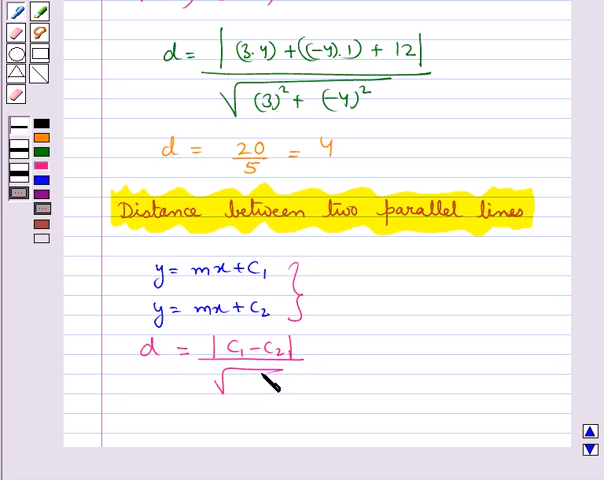 d = |(3·4) + ((-4)·1) + 12| / √((3)² + (-4)²)
d = 20/5 = 4
Distance between two parallel lines
y = mx + C₁
y = mx + C₂ }
d = |C₁ - C₂| / √